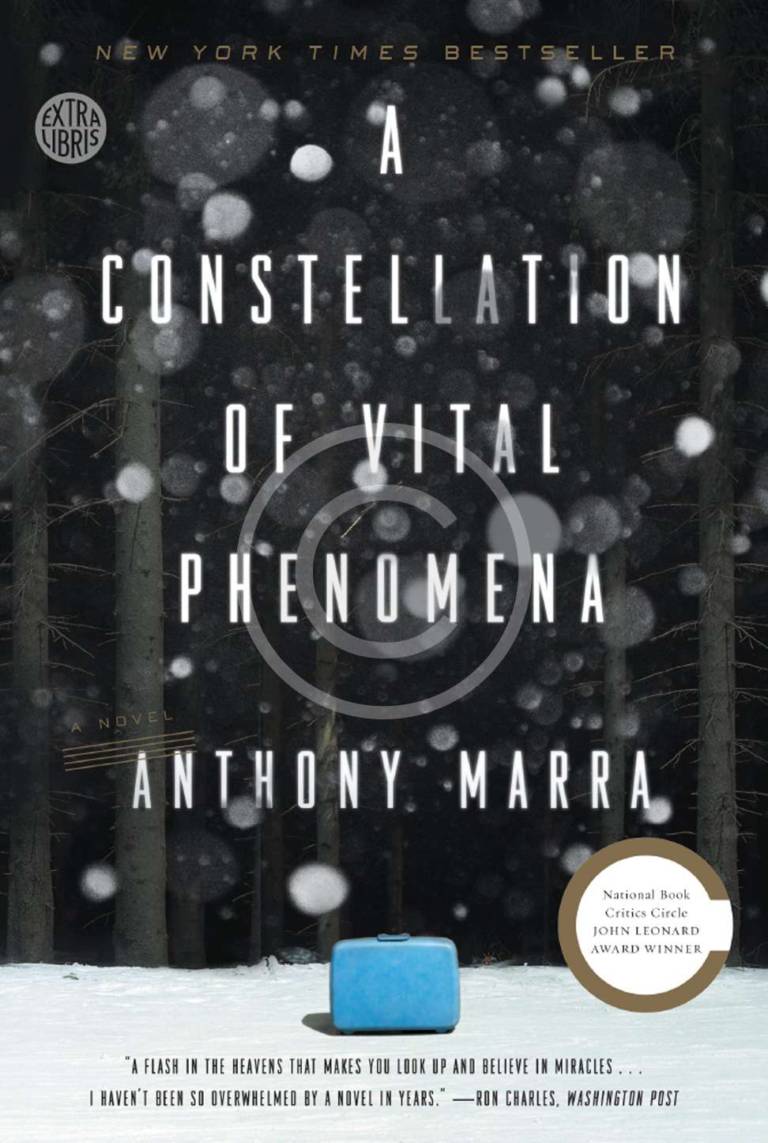 NEW YORK TIMES BESTSELLER
EXTRA
LIBRIS
A
CONSTELLATION
OF VITAL
PHENOMENA
A NOVEL
ANTHONY MARRA
National Book
Critics Circle
JOHN LEONARD
AWARD WINNER
"A FLASH IN THE HEAVENS THAT MAKES YOU LOOK UP AND BELIEVE IN MIRACLES . . .
I HAVEN'T BEEN SO OVERWHELMED BY A NOVEL IN YEARS." —RON CHARLES, WASHINGTON POST